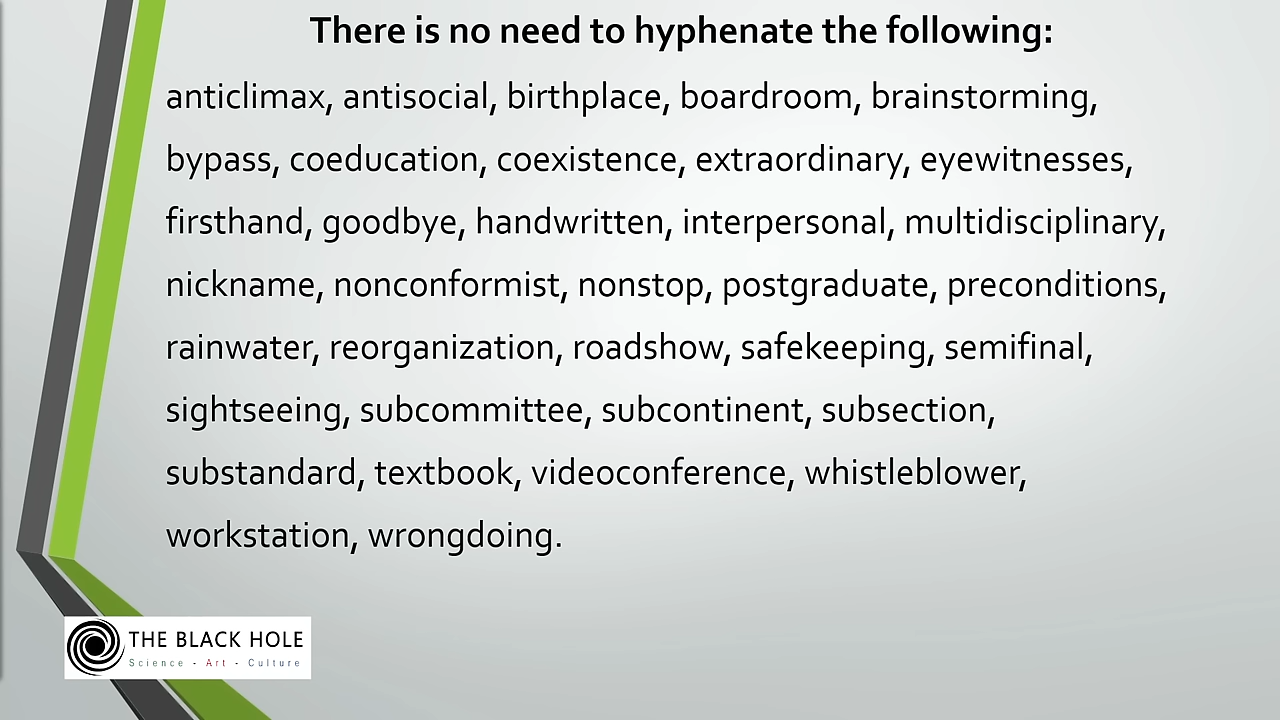 There is no need to hyphenate the following:
anticlimax, antisocial, birthplace, boardroom, brainstorming,
bypass, coeducation, coexistence, extraordinary, eyewitnesses,
firsthand, goodbye, handwritten, interpersonal, multidisciplinary,
nickname, nonconformist, nonstop, postgraduate, preconditions,
rainwater, reorganization, roadshow, safekeeping, semifinal,
sightseeing, subcommittee, subcontinent, subsection,
substandard, textbook, videoconference, whistleblower,
workstation, wrongdoing.
THE BLACK HOLE
Science - Art - Culture